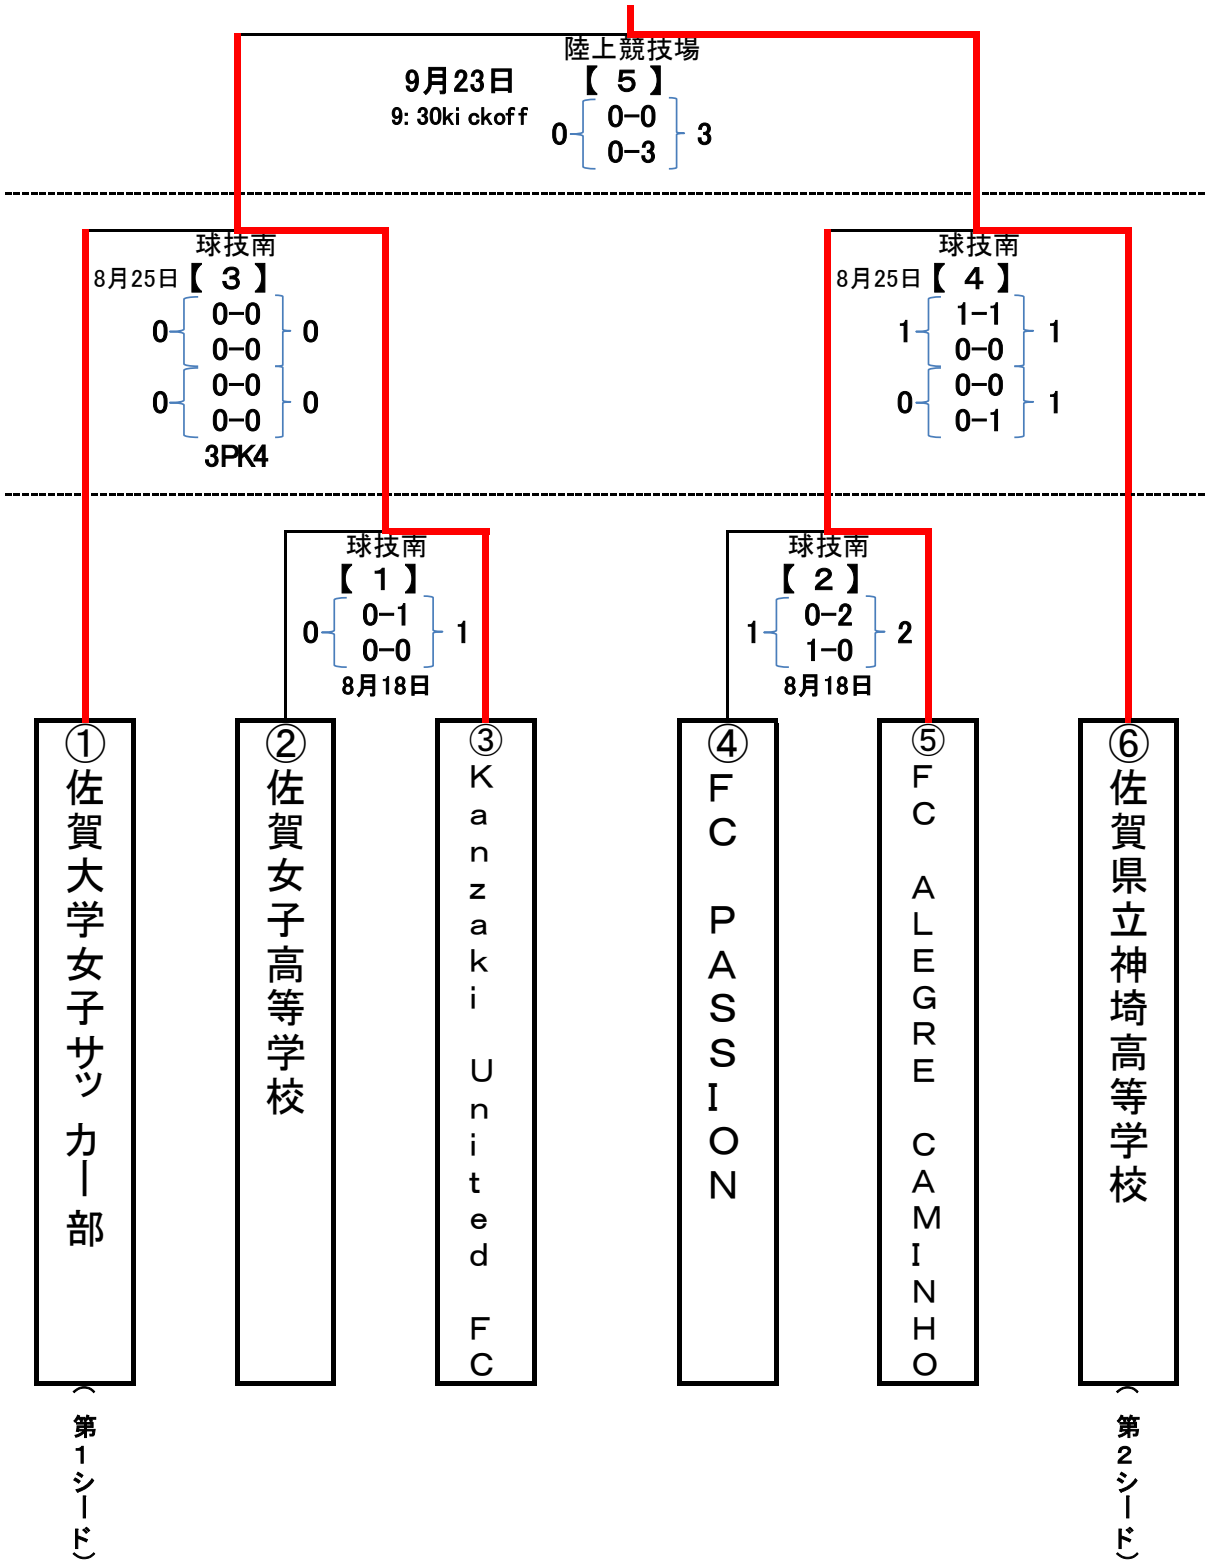 陸上競技場
9月23日 【 5 】
9:30kickoff
0 0-0 3
0-3
球技南
8月25日【 3 】
0 0-0 0
0-0
0 0-0 0
0-0
3PK4
球技南
8月25日【 4 】
1 1-1 1
0-0
0 0-0 1
0-1
球技南
【 1 】
0 0-1 1
0-0
8月18日
球技南
【 2 】
1 0-2 2
1-0
8月18日
①佐賀大学女子サッカー部
(第1シード)
②佐賀女子高等学校
③Kanzaki United FC
④FC PASSION
⑤FC ALEGRE CAMINHO
⑥佐賀県立神埼高等学校
(第2シード)